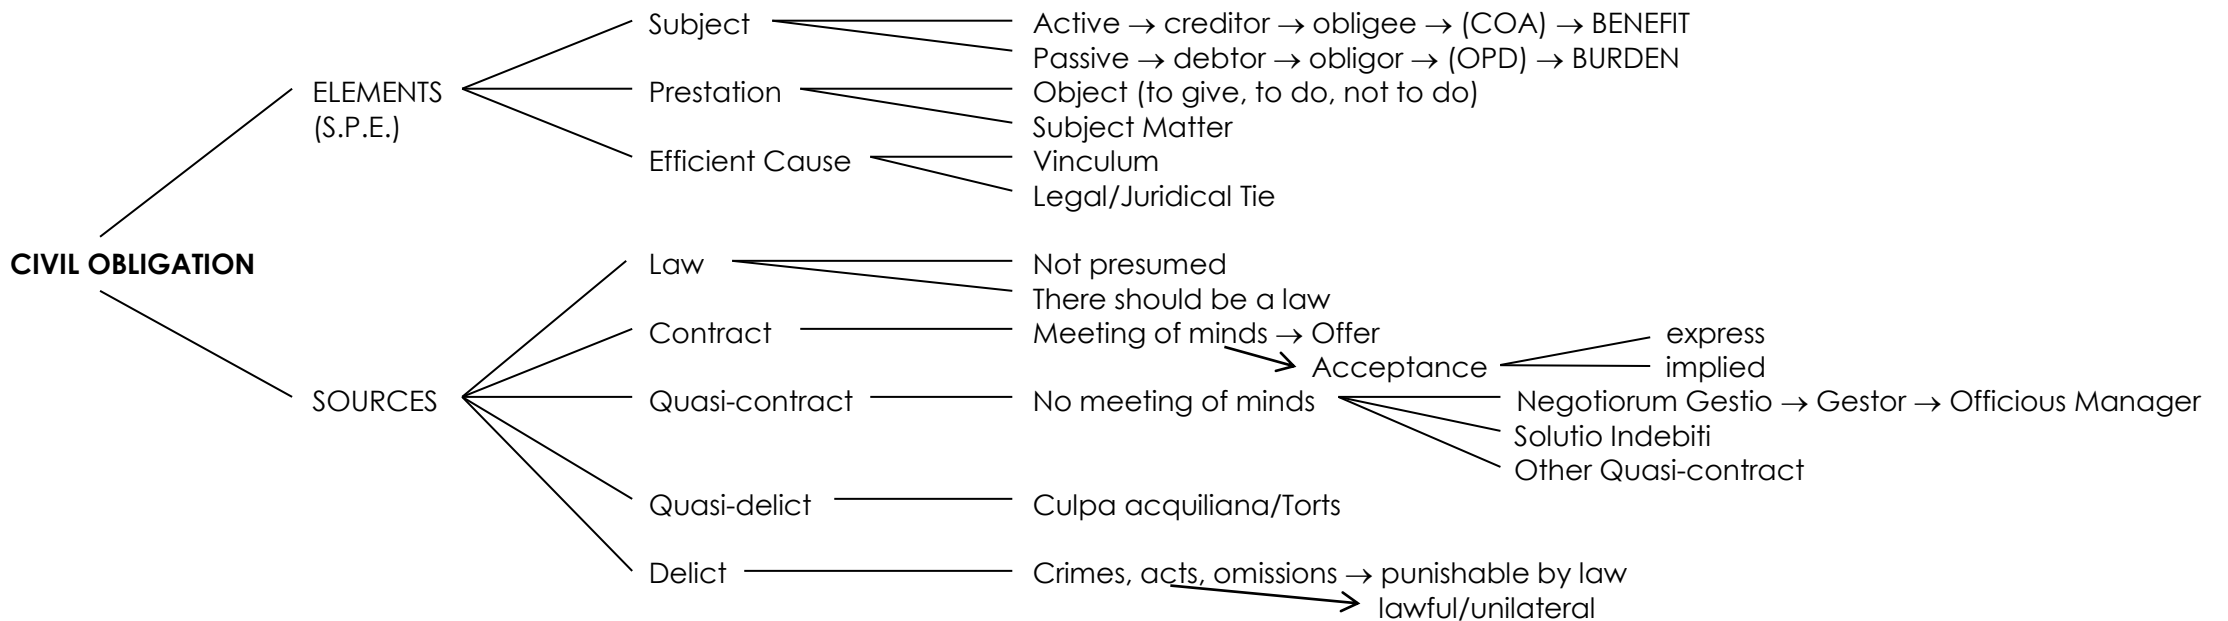 Subject Active → creditor → obligee → (COA) → BENEFIT
Passive → debtor → obligor → (OPD) → BURDEN
ELEMENTS Prestation Object (to give, to do, not to do)
(S.P.E.) Subject Matter
Efficient Cause Vinculum
Legal/Juridical Tie
CIVIL OBLIGATION Law Not presumed
There should be a law
Contract Meeting of minds → Offer express
Acceptance implied
SOURCES Quasi-contract No meeting of minds Negotiorum Gestio → Gestor → Officious Manager
Solutio Indebiti
Other Quasi-contract
Quasi-delict Culpa acquiliana/Torts
Delict Crimes, acts, omissions → punishable by law
lawful/unilateral